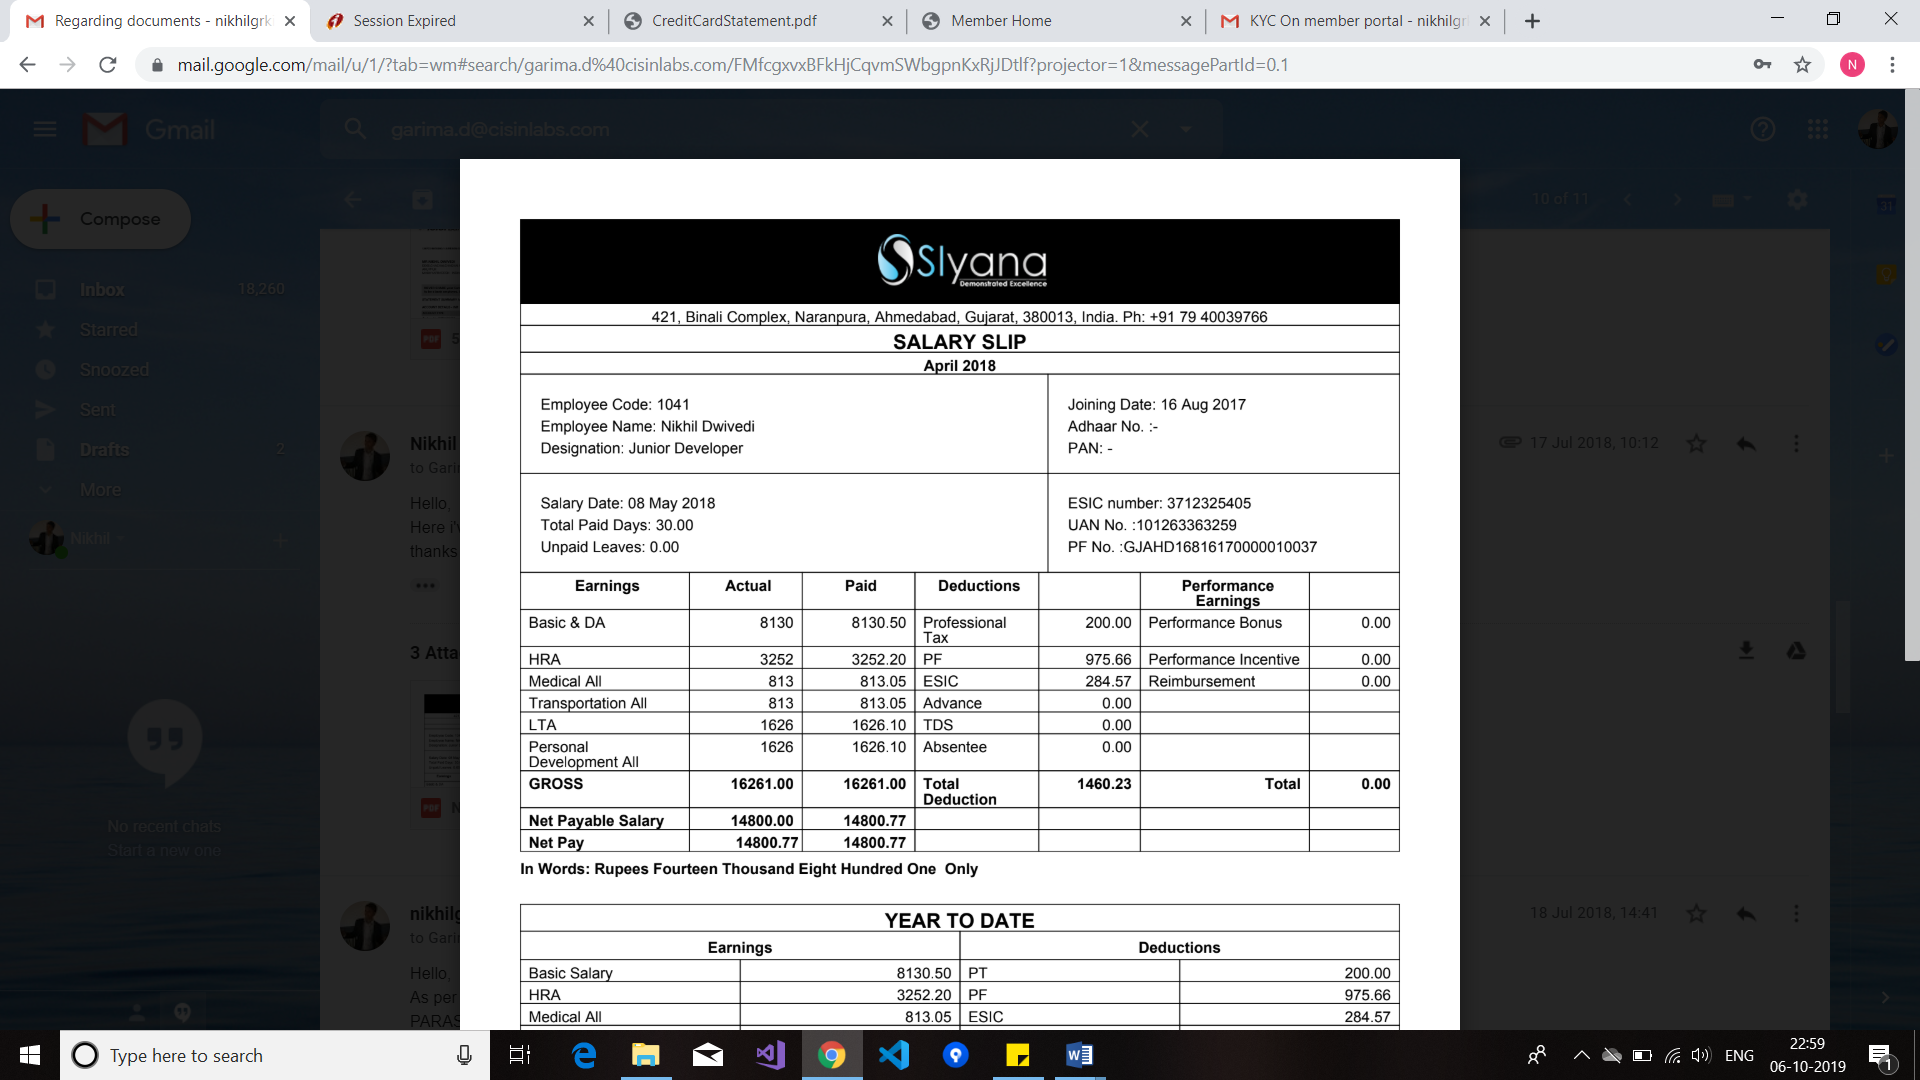 Regarding documents - nikhilgrk
Session Expired
CreditCardStatement.pdf
Member Home
KYC On member portal - nikhilgr
mail.google.com/mail/u/1/?tab=wm#search/garima.d%40cisinlabs.com/FMfcgxvxBFkHjCqvmSWbgpnKxRjJDtlf?projector=1&messagePartId=0.1
N
Gmail
garima.d@cisinlabs.com
Compose
10 of 11
Inbox 18,260
Starred
Snoozed
Sent
Drafts 2
More
Nikhil
No recent chats
Start a new one
Nikhil
to Gari
17 Jul 2018, 10:12
Hello,
Here i'v
thanks
3 Atta
PDF
PDF N
nikhilg
to Gari
18 Jul 2018, 14:41
Hello,
As per
PARAS
31
SIyana
Demonstrated Excellence
421, Binali Complex, Naranpura, Ahmedabad, Gujarat, 380013, India. Ph: +91 79 40039766
SALARY SLIP
April 2018
Employee Code: 1041
Employee Name: Nikhil Dwivedi
Designation: Junior Developer
Joining Date: 16 Aug 2017
Adhaar No. :-
PAN: -
Salary Date: 08 May 2018
Total Paid Days: 30.00
Unpaid Leaves: 0.00
ESIC number: 3712325405
UAN No. :101263363259
PF No. :GJAHD16816170000010037
Earnings Actual Paid Deductions Performance Earnings
Basic & DA 8130 8130.50 Professional Tax 200.00 Performance Bonus 0.00
HRA 3252 3252.20 PF 975.66 Performance Incentive 0.00
Medical All 813 813.05 ESIC 284.57 Reimbursement 0.00
Transportation All 813 813.05 Advance 0.00
LTA 1626 1626.10 TDS 0.00
Personal Development All 1626 1626.10 Absentee 0.00
GROSS 16261.00 16261.00 Total Deduction 1460.23 Total 0.00
Net Payable Salary 14800.00 14800.77
Net Pay 14800.77 14800.77
In Words: Rupees Fourteen Thousand Eight Hundred One Only
YEAR TO DATE
Earnings Deductions
Basic Salary 8130.50 PT 200.00
HRA 3252.20 PF 975.66
Medical All 813.05 ESIC 284.57
Type here to search
ENG
22:59
06-10-2019
1